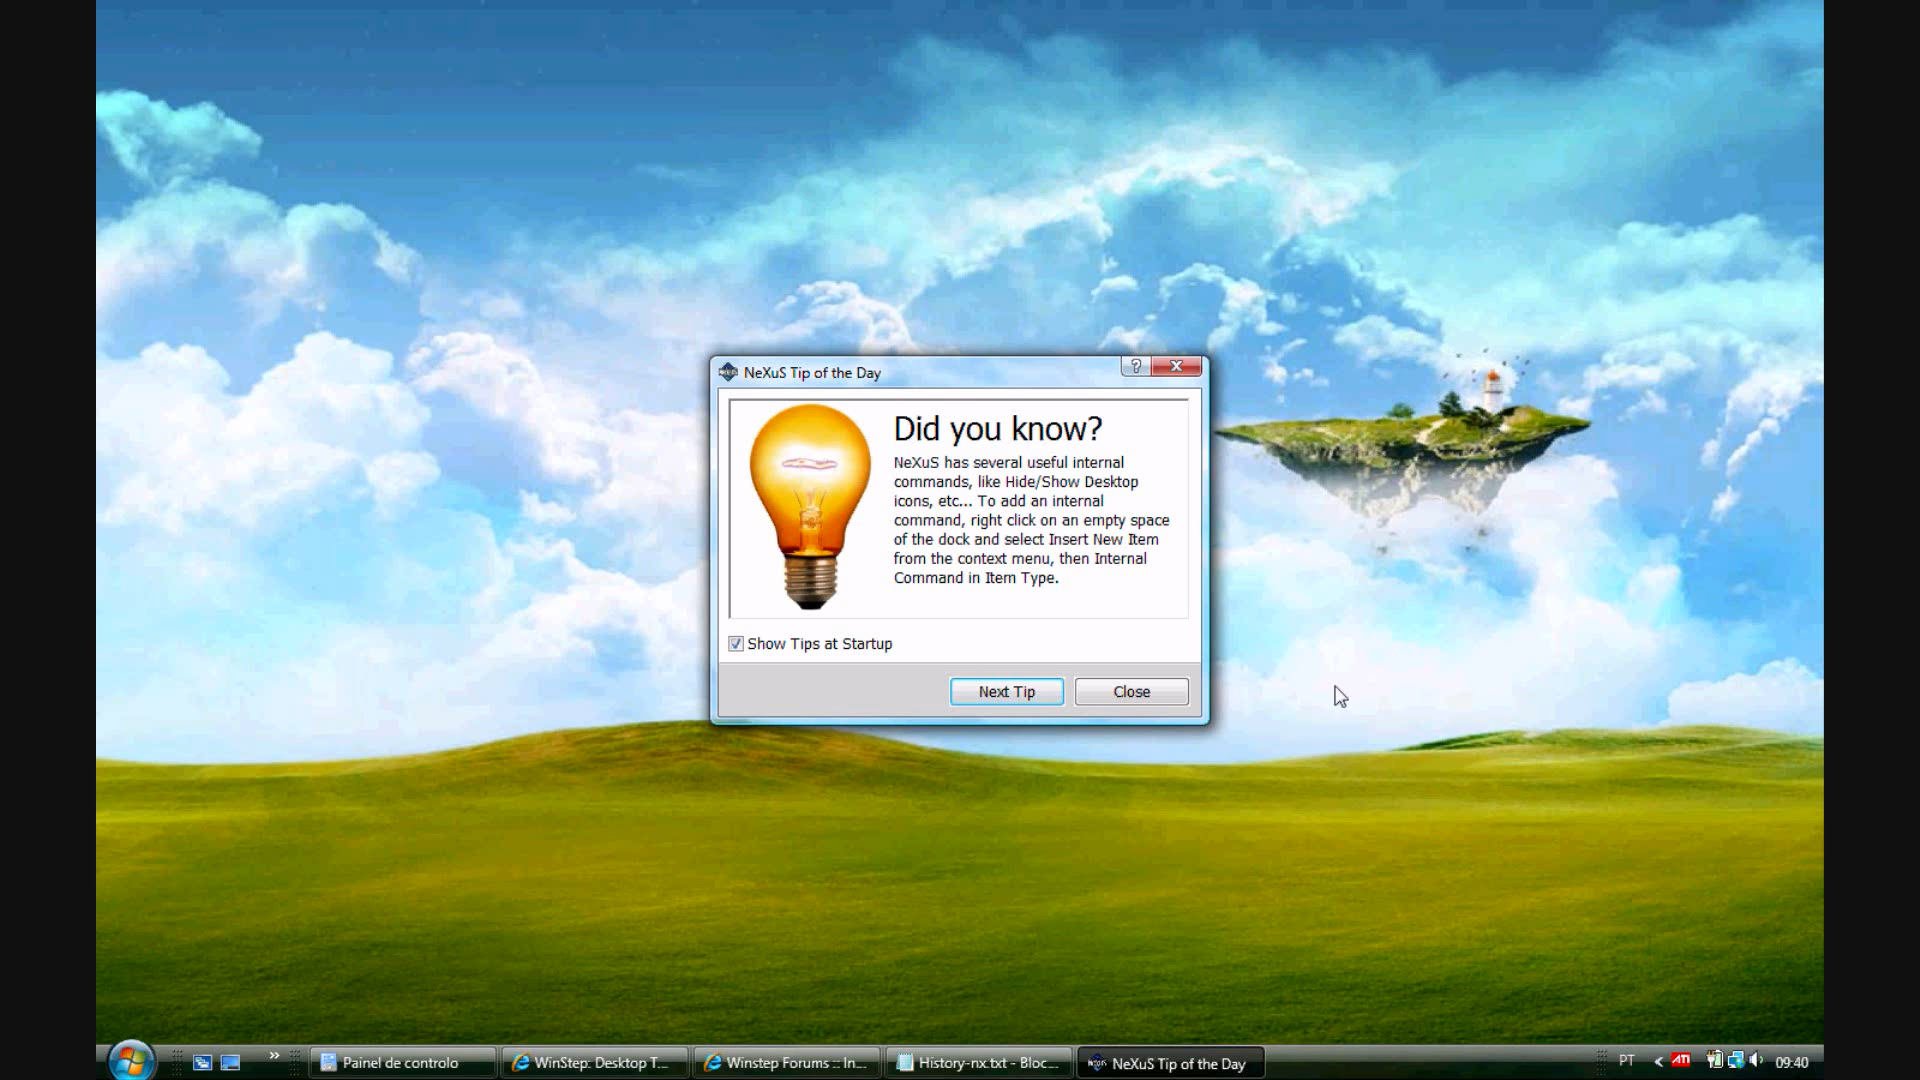 NeXuS Tip of the Day
?
Did you know?
NeXuS has several useful internal
commands, like Hide/Show Desktop
icons, etc... To add an internal
command, right click on an empty space
of the dock and select Insert New Item
from the context menu, then Internal
Command in Item Type.
Show Tips at Startup
Next Tip
Close
Painel de controlo
WinStep: Desktop T...
Winstep Forums :: In...
History-nx.txt - Bloc...
NeXuS Tip of the Day
PT
ATI
09:40